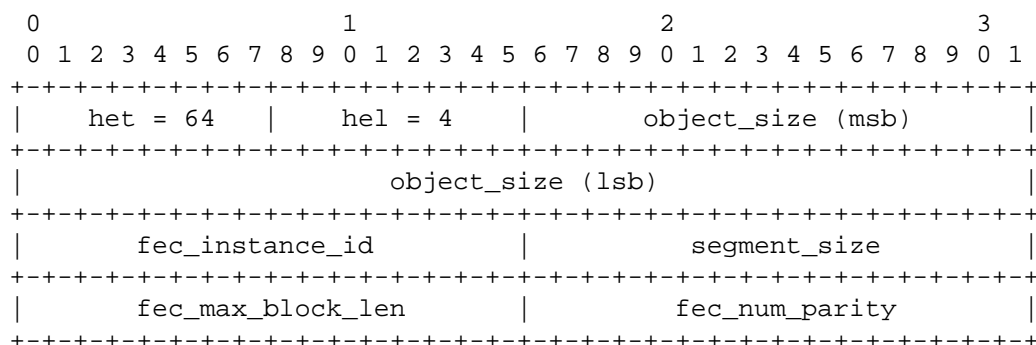 0                   1                   2                   3
 0 1 2 3 4 5 6 7 8 9 0 1 2 3 4 5 6 7 8 9 0 1 2 3 4 5 6 7 8 9 0 1
+-+-+-+-+-+-+-+-+-+-+-+-+-+-+-+-+-+-+-+-+-+-+-+-+-+-+-+-+-+-+-+-+
|    het = 64   |    hel = 4    |       object_size (msb)       |
+-+-+-+-+-+-+-+-+-+-+-+-+-+-+-+-+-+-+-+-+-+-+-+-+-+-+-+-+-+-+-+-+
|                       object_size (lsb)                       |
+-+-+-+-+-+-+-+-+-+-+-+-+-+-+-+-+-+-+-+-+-+-+-+-+-+-+-+-+-+-+-+-+
|       fec_instance_id         |          segment_size         |
+-+-+-+-+-+-+-+-+-+-+-+-+-+-+-+-+-+-+-+-+-+-+-+-+-+-+-+-+-+-+-+-+
|       fec_max_block_len       |         fec_num_parity        |
+-+-+-+-+-+-+-+-+-+-+-+-+-+-+-+-+-+-+-+-+-+-+-+-+-+-+-+-+-+-+-+-+